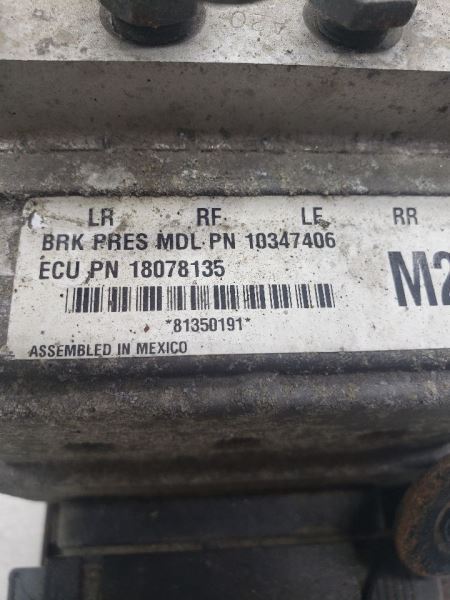 LR RF LF RR
BRK PRES MDL PN 10347406
ECU PN 18078135
M2
*81350191*
ASSEMBLED IN MEXICO